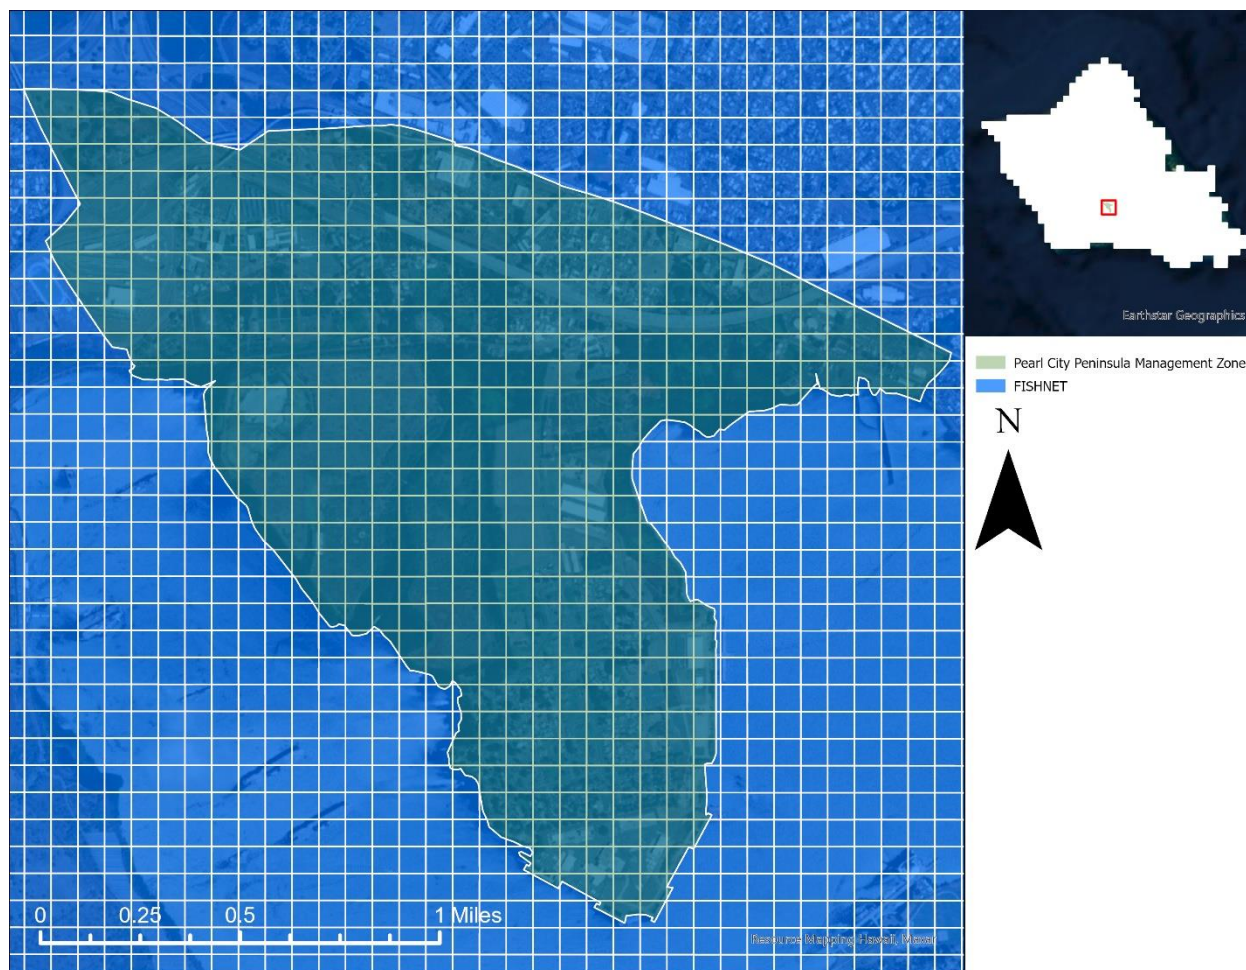 Earthstar Geographics
Pearl City Peninsula Management Zone
FISHNET
N
0 0.25 0.5 1 Miles
Resource Mapping Hawaii, Maxar